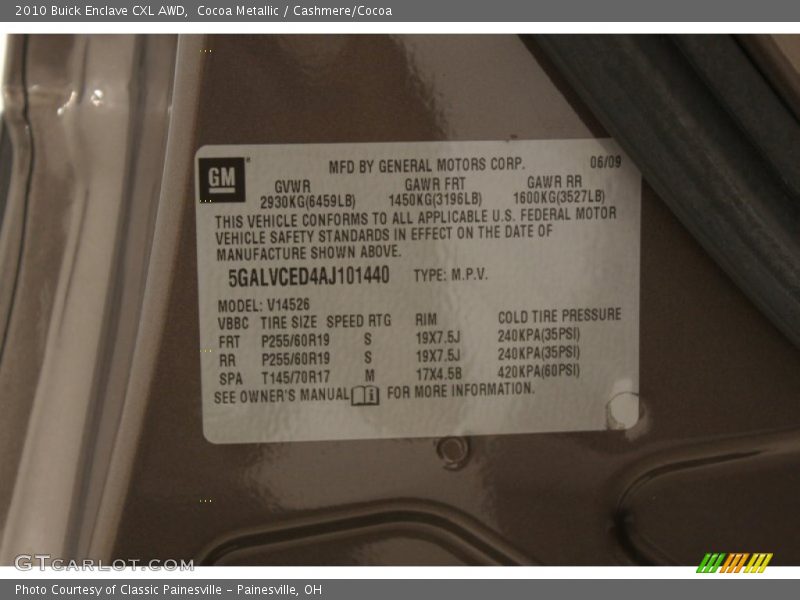 2010 Buick Enclave CXL AWD,  Cocoa Metallic / Cashmere/Cocoa
GM
MFD BY GENERAL MOTORS CORP. 06/09
GVWR GAWR FRT GAWR RR
2930KG(6459LB) 1450KG(3196LB) 1600KG(3527LB)
THIS VEHICLE CONFORMS TO ALL APPLICABLE U.S. FEDERAL MOTOR
VEHICLE SAFETY STANDARDS IN EFFECT ON THE DATE OF
MANUFACTURE SHOWN ABOVE.
5GALVCED4AJ101440 TYPE: M.P.V.
MODEL: V14526
VBBC TIRE SIZE SPEED RTG RIM COLD TIRE PRESSURE
FRT P255/60R19 S 19X7.5J 240KPA(35PSI)
RR P255/60R19 S 19X7.5J 240KPA(35PSI)
SPA T145/70R17 M 17X4.5B 420KPA(60PSI)
SEE OWNER'S MANUAL FOR MORE INFORMATION.
GTCARLOT.COM
Photo Courtesy of Classic Painesville - Painesville, OH